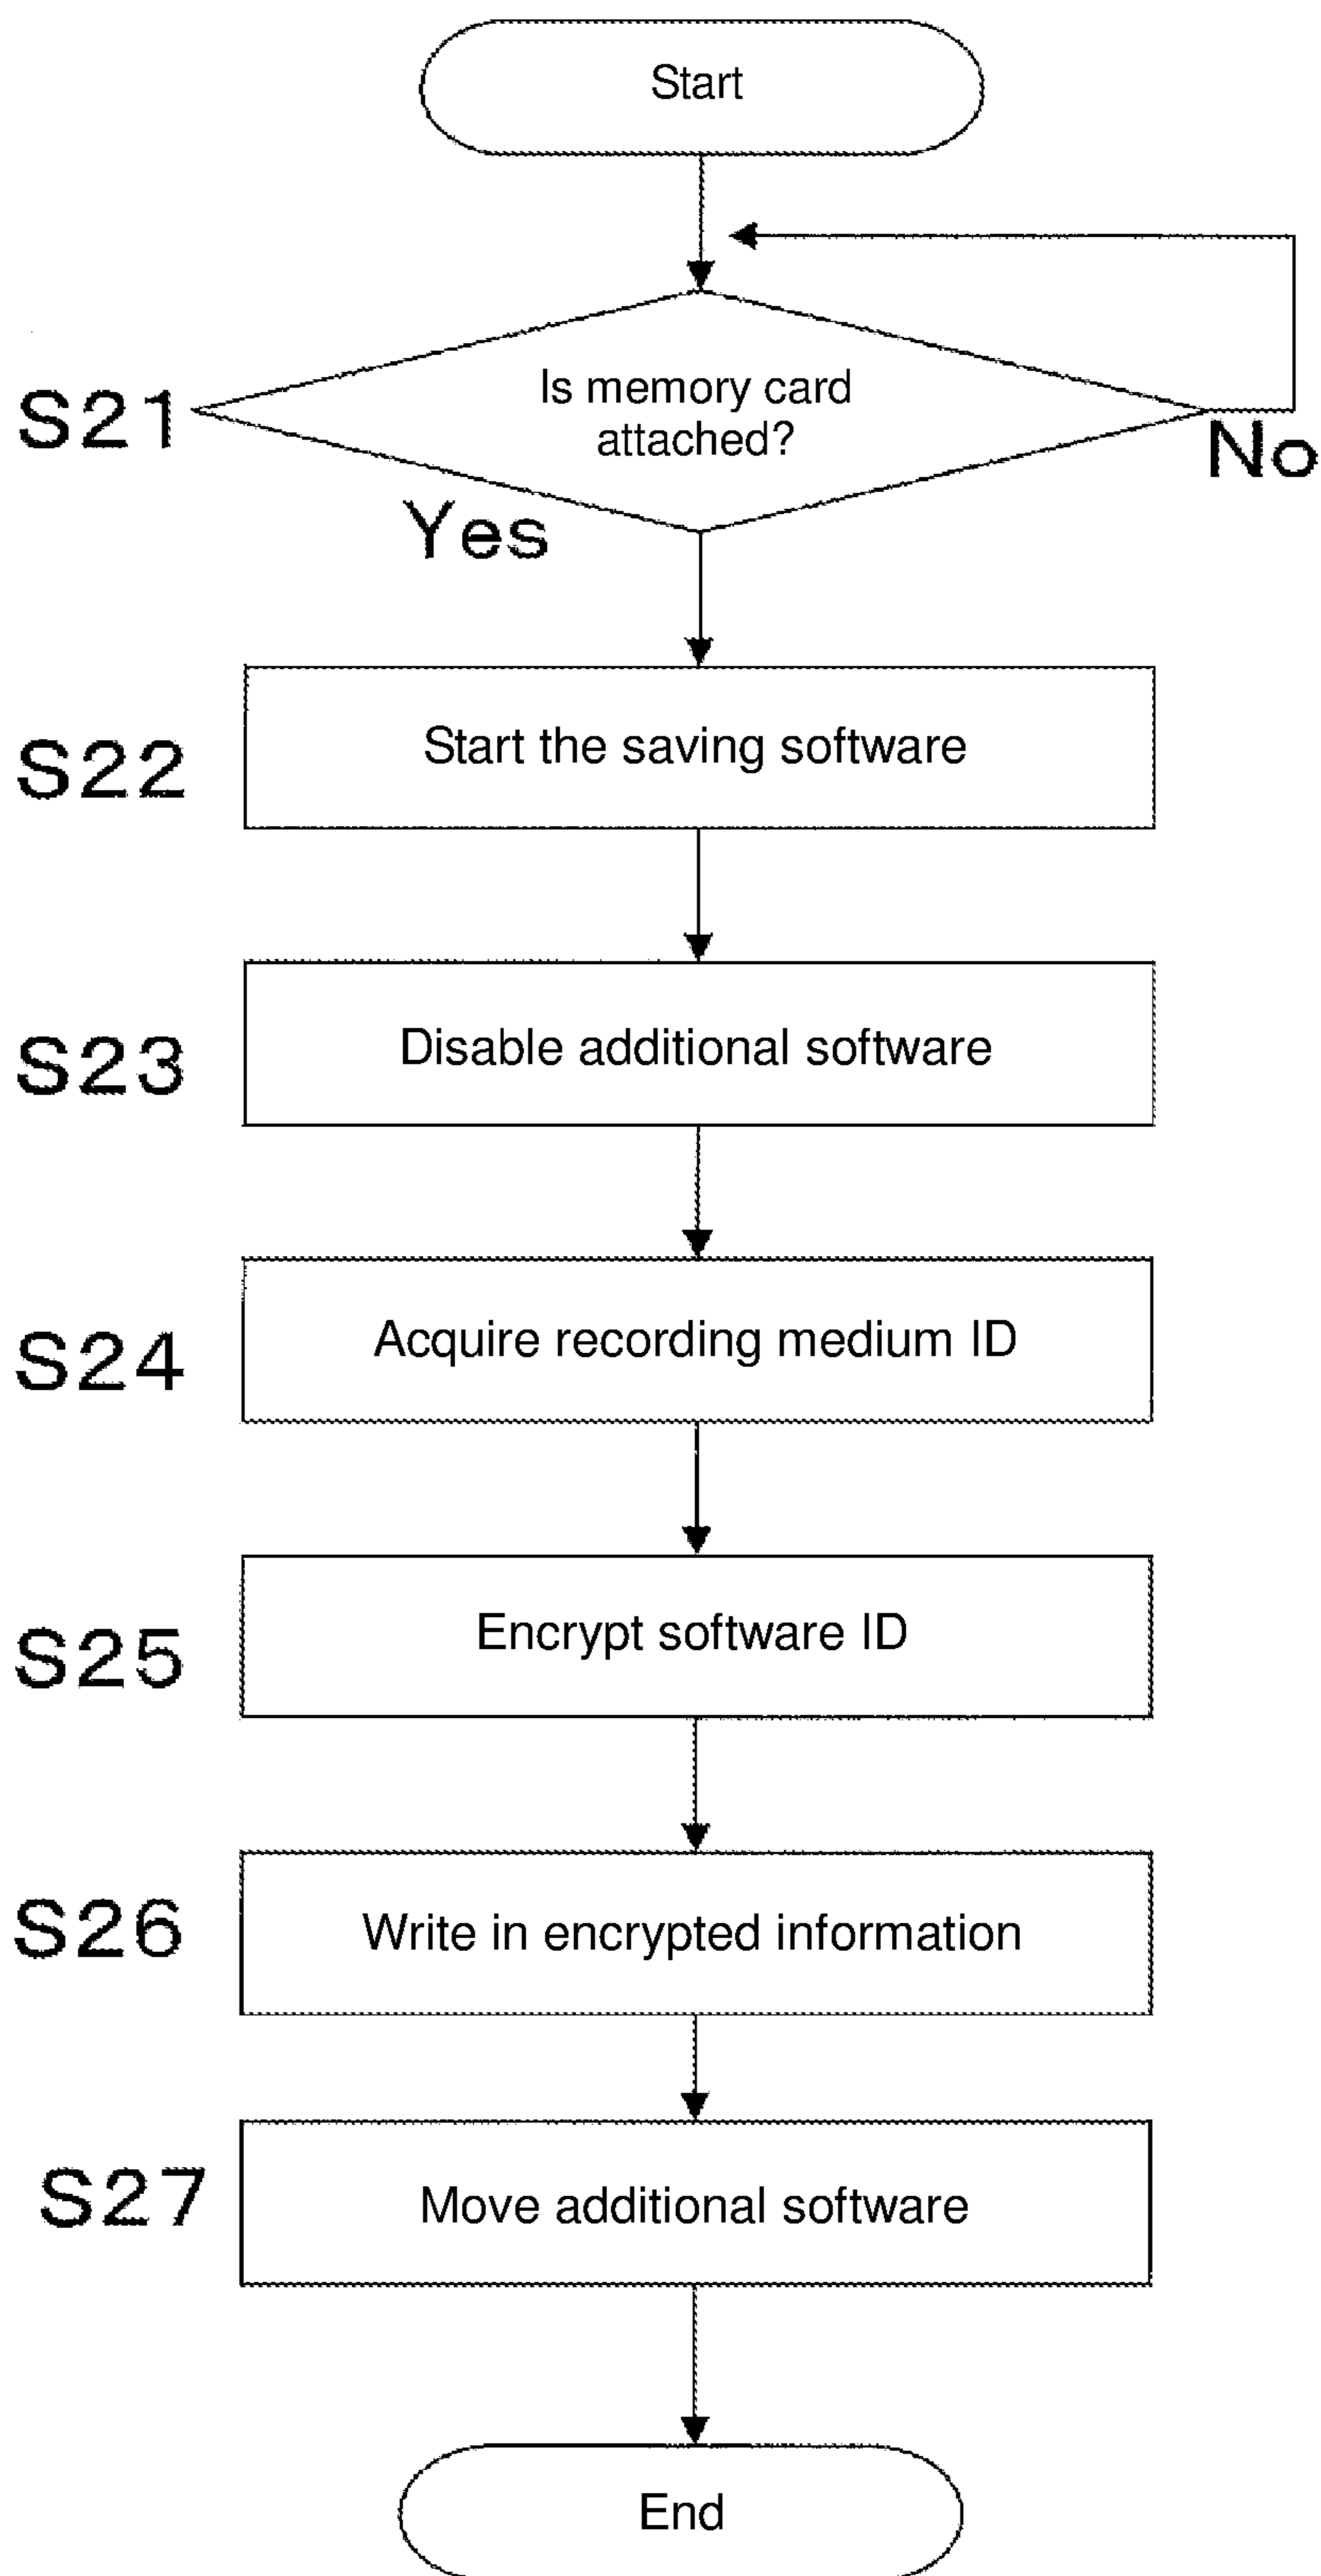 Start
S21
Is memory card
attached?
No
Yes
S22
Start the saving software
S23
Disable additional software
S24
Acquire recording medium ID
S25
Encrypt software ID
S26
Write in encrypted information
S27
Move additional software
End